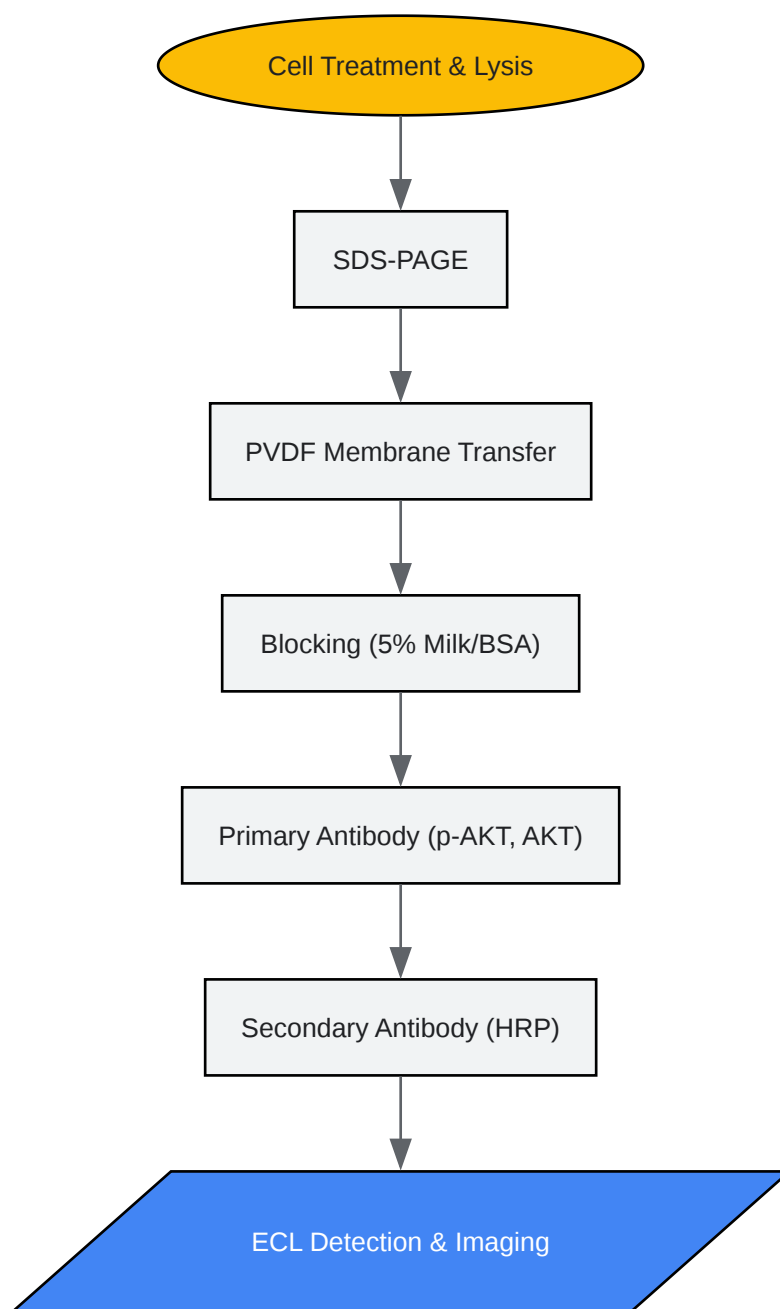 Cell Treatment & Lysis
SDS-PAGE
PVDF Membrane Transfer
Blocking (5% Milk/BSA)
Primary Antibody (p-AKT, AKT)
Secondary Antibody (HRP)
ECL Detection & Imaging